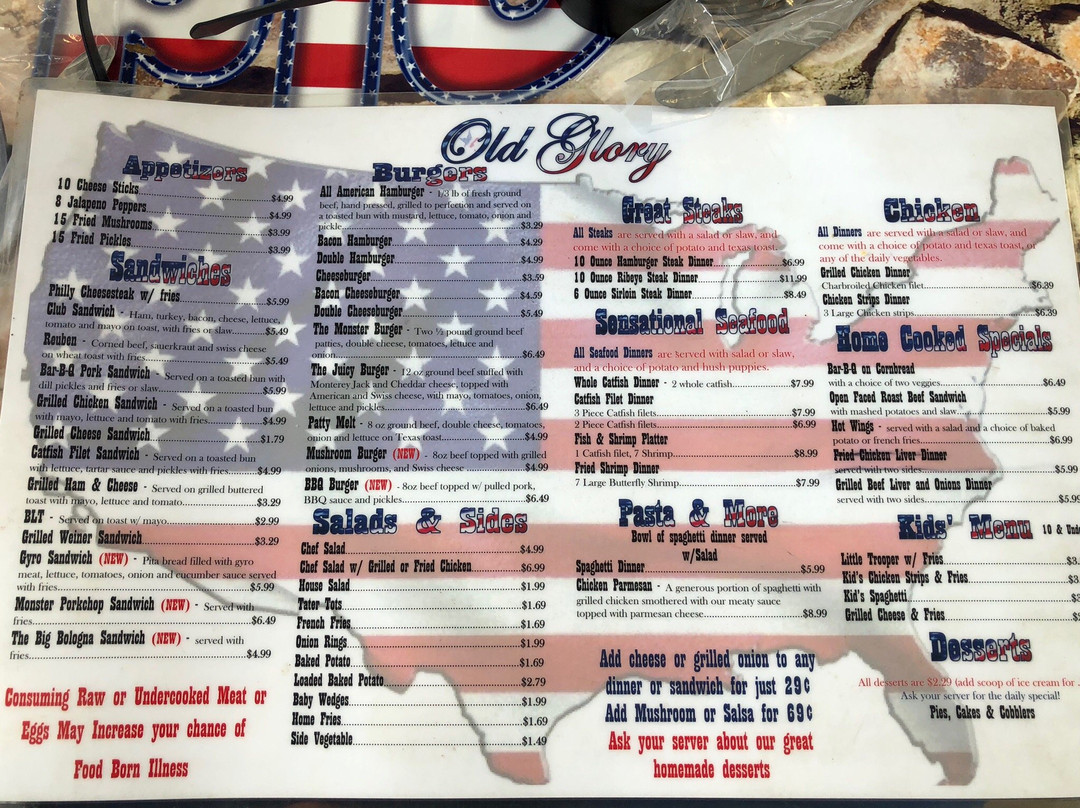 Old Glory
Appetizers
10 Cheese Sticks $4.99
8 Jalapeno Peppers $4.99
15 Fried Mushrooms $3.99
15 Fried Pickles $3.99
Sandwiches
Philly Cheesesteak w/ fries $5.99
Club Sandwich - Ham, turkey, bacon, cheese, lettuce,
tomato and mayo on toast, with fries or slaw $5.49
Reuben - Corned beef, sauerkraut and swiss cheese
on wheat toast with fries $5.49
Bar-B-Q Pork Sandwich - Served on a toasted bun with
dill pickles and fries or slaw $5.99
Grilled Chicken Sandwich - Served on a toasted bun
with mayo, lettuce and tomato with fries $4.99
Grilled Cheese Sandwich $1.79
Catfish Filet Sandwich - Served on a toasted bun
with lettuce, tartar sauce and pickles with fries $4.99
Grilled Ham & Cheese - Served on grilled buttered
toast with mayo, lettuce and tomato $3.29
BLT - Served on toast w/ mayo $2.99
Grilled Weiner Sandwich $3.29
Gyro Sandwich (NEW) - Pita bread filled with gyro
meat, lettuce, tomatoes, onion and cucumber sauce served
with fries $5.99
Monster Porkchop Sandwich (NEW) - Served with
fries $6.49
The Big Bologna Sandwich (NEW) - served with
fries $4.99
Consuming Raw or Undercooked Meat or
Eggs May Increase your chance of
Food Born Illness
Burgers
All American Hamburger - 1/3 lb of fresh ground
beef, hand pressed, grilled to perfection and served on
a toasted bun with mustard, lettuce, tomato, onion and
pickle $3.29
Bacon Hamburger $4.29
Double Hamburger $4.99
Cheeseburger $3.59
Bacon Cheeseburger $4.59
Double Cheeseburger $5.49
The Monster Burger - Two ½ pound ground beef
patties, double cheese, tomatoes, lettuce and
onion $6.49
The Juicy Burger - 12 oz ground beef stuffed with
Monterey Jack and Cheddar cheese, topped with
American and Swiss cheese, with mayo, tomatoes, onion,
lettuce and pickles $6.49
Patty Melt - 8 oz ground beef, double cheese, tomatoes,
onion and lettuce on Texas toast $4.99
Mushroom Burger (NEW) - 8oz beef topped with grilled
onions, mushrooms, and Swiss cheese $4.99
BBQ Burger (NEW) - 8oz beef topped w/ pulled pork,
BBQ sauce and pickles $6.49
Salads & Sides
Chef Salad $4.99
Chef Salad w/ Grilled or Fried Chicken $6.99
House Salad $1.99
Tater Tots $1.69
French Fries $1.69
Onion Rings $1.99
Baked Potato $1.69
Loaded Baked Potato $2.79
Baby Wedges $1.99
Home Fries $1.69
Side Vegetable $1.49
Great Steaks
All Steaks are served with a salad or slaw, and
come with a choice of potato and texas toast.
10 Ounce Hamburger Steak Dinner $6.99
10 Ounce Ribeye Steak Dinner $11.99
6 Ounce Sirloin Steak Dinner $8.49
Sensational Seafood
All Seafood Dinners are served with salad or slaw,
and a choice of potato and hush puppies.
Whole Catfish Dinner - 2 whole catfish $7.99
Catfish Filet Dinner
3 Piece Catfish filets $7.99
2 Piece Catfish filets $6.99
Fish & Shrimp Platter
1 Catfish filet, 7 Shrimp $8.99
Fried Shrimp Dinner
7 Large Butterfly Shrimp $7.99
Pasta & More
Bowl of spaghetti dinner served
w/Salad
Spaghetti Dinner $5.99
Chicken Parmesan - A generous portion of spaghetti with
grilled chicken smothered with our meaty sauce
topped with parmesan cheese $8.99
Add cheese or grilled onion to any
dinner or sandwich for just 29¢
Add Mushroom or Salsa for 69¢
Ask your server about our great
homemade desserts
Chicken
All Dinners are served with a salad or slaw, and
come with a choice of potato and texas toast, or
any of the daily vegetables.
Grilled Chicken Dinner
Charbroiled Chicken filet $6.39
Chicken Strips Dinner
3 Large Chicken strips $6.39
Home Cooked Specials
Bar-B-Q on Cornbread
with a choice of two veggies $6.49
Open Faced Roast Beef Sandwich
with mashed potatoes and slaw $5.99
Hot Wings - served with a salad and a choice of baked
potato or french fries $6.99
Fried Chicken Liver Dinner
served with two sides $5.99
Grilled Beef Liver and Onions Dinner
served with two sides $5.99
Kids' Menu 10 & Und
Little Trooper w/ Fries $3.
Kid's Chicken Strips & Fries $3.
Kid's Spaghetti
Grilled Cheese & Fries
Desserts
All desserts are $2.29 (add scoop of ice cream for
Ask your server for the daily special!
Pies, Cakes & Cobblers